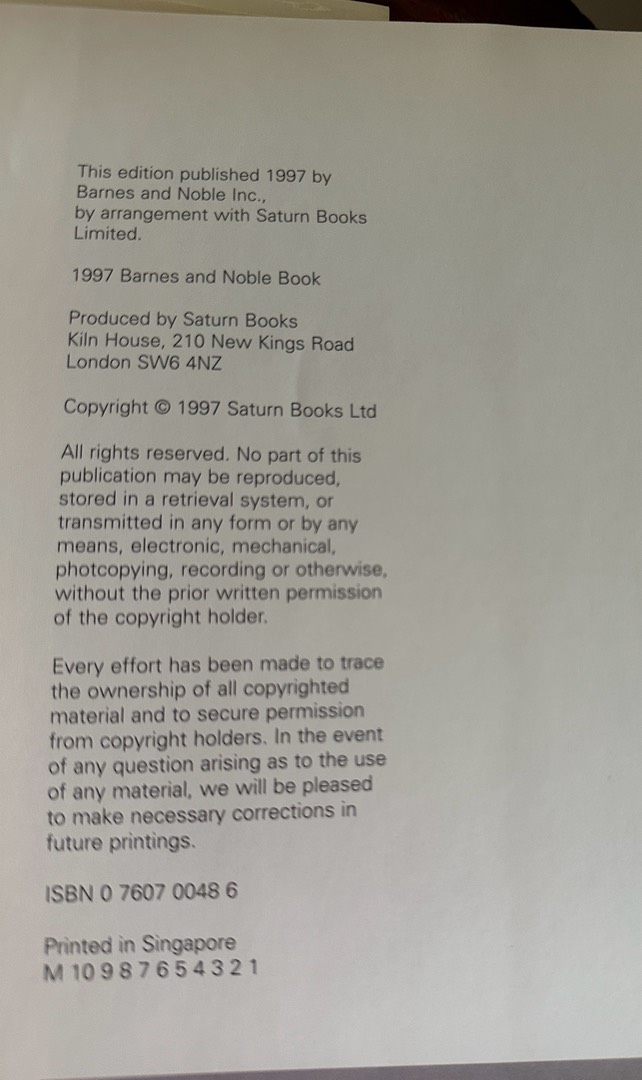 This edition published 1997 by
Barnes and Noble Inc.,
by arrangement with Saturn Books
Limited.
1997 Barnes and Noble Book
Produced by Saturn Books
Kiln House, 210 New Kings Road
London SW6 4NZ
Copyright © 1997 Saturn Books Ltd
All rights reserved. No part of this
publication may be reproduced,
stored in a retrieval system, or
transmitted in any form or by any
means, electronic, mechanical,
photcopying, recording or otherwise,
without the prior written permission
of the copyright holder.
Every effort has been made to trace
the ownership of all copyrighted
material and to secure permission
from copyright holders. In the event
of any question arising as to the use
of any material, we will be pleased
to make necessary corrections in
future printings.
ISBN 0 7607 0048 6
Printed in Singapore
M 10 9 8 7 6 5 4 3 2 1